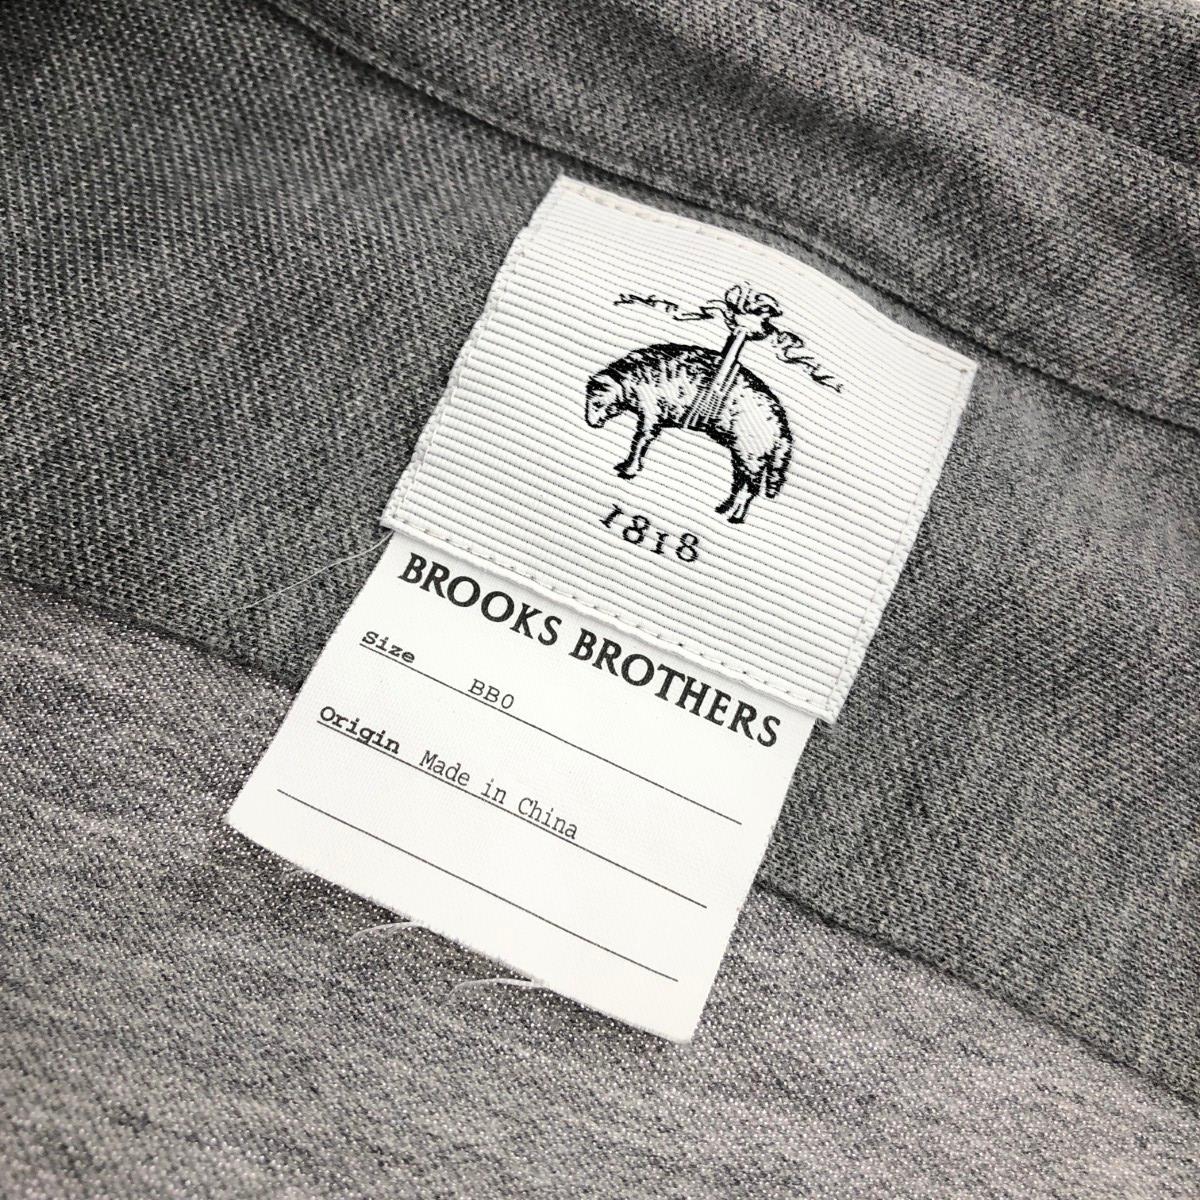 1818
BROOKS BROTHERS
Size BB0
Origin Made in China